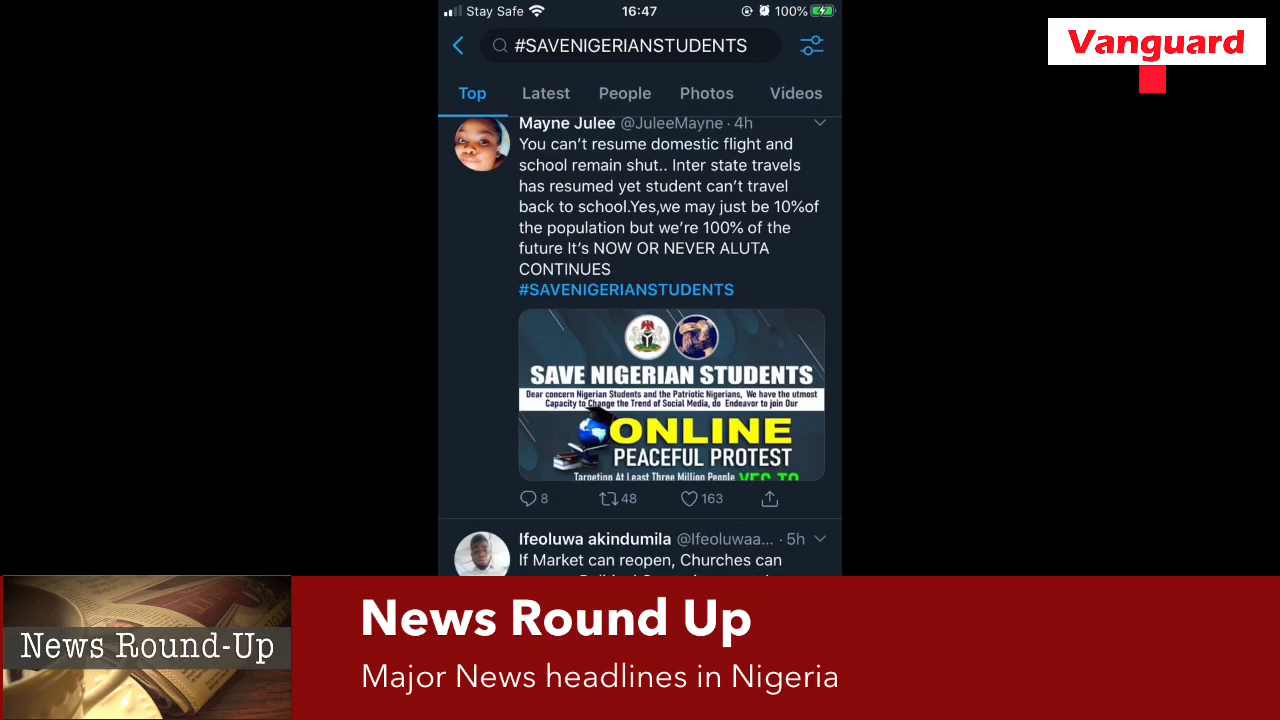 Stay Safe 16:47 100%
#SAVENIGERIANSTUDENTS
Vanguard
Top Latest People Photos Videos
Mayne Julee @JuleeMayne · 4h
You can't resume domestic flight and
school remain shut.. Inter state travels
has resumed yet student can't travel
back to school.Yes,we may just be 10%of
the population but we're 100% of the
future It's NOW OR NEVER ALUTA
CONTINUES
#SAVENIGERIANSTUDENTS
SAVE NIGERIAN STUDENTS
Dear concern Nigerian Students and the Patriotic Nigerians, We have the utmost
Capacity to Change the Trend of Social Media, do Endeavor to join Our
ONLINE
PEACEFUL PROTEST
Targeting At Least Three Million People YES TO
8 48 163
Ifeoluwa akindumila @Ifeoluwaa... · 5h
If Market can reopen, Churches can
News Round-Up
News Round Up
Major News headlines in Nigeria